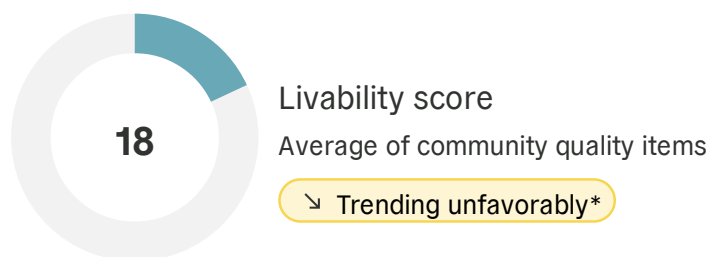 18
Livability score
Average of community quality items
↘ Trending unfavorably*